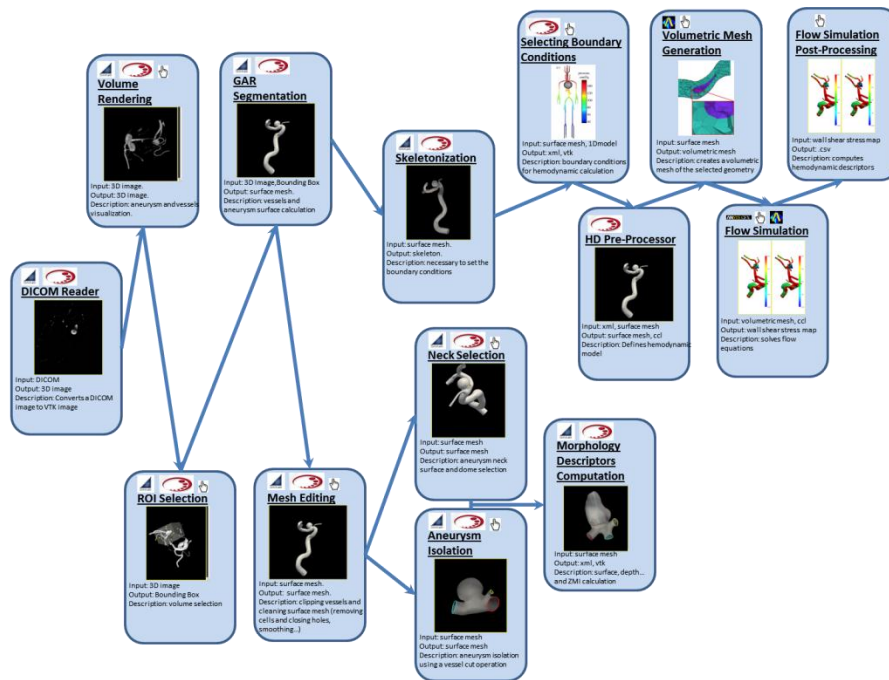 Volume
Rendering
Input: 3D image.
Output: 3D image.
Description: aneurysm and vessels
visualization.
GAR
Segmentation
Input: 3D image,Bounding Box
Output: surface mesh.
Description: vessels and
aneurysm surface calculation
Skeletonization
Input: surface mesh.
Output: skeleton.
Description: necessary to set the
boundary conditions
Selecting Boundary
Conditions
Input: surface mesh, 1Dmodel
Output: xml, vtk
Description: boundary conditions
for hemodynamic calculation
Volumetric Mesh
Generation
Input: surface mesh
Output: volumetric mesh
Description: creates a volumetric
mesh of the selected geometry
Flow Simulation
Post-Processing
Input: wall shear stress map
Output: .csv
Description: computes
hemodynamic descriptors
DICOM Reader
Input: DICOM
Output: 3D image
Description: Converts a DICOM
image to VTK image
HD Pre-Processor
Input: xml, surface mesh
Output: surface mesh, ccl
Description: Defines hemodynamic
model
Flow Simulation
Input: volumetric mesh, ccl
Output: wall shear stress map
Description: solves flow
equations
ROI Selection
Input: 3D image
Output: Bounding Box
Description: volume selection
Mesh Editing
Input: surface mesh.
Output: surface mesh.
Description: clipping vessels and
cleaning surface mesh (removing
cells and closing holes,
smoothing...)
Neck Selection
Input: surface mesh
Output: surface mesh
Description: aneurysm neck
surface and dome selection
Aneurysm
Isolation
Input: surface mesh
Output: surface mesh
Description: aneurysm isolation
using a vessel cut operation
Morphology
Descriptors
Computation
Input: surface mesh
Output: xml, vtk
Description: surface, depth...
and ZMI calculation